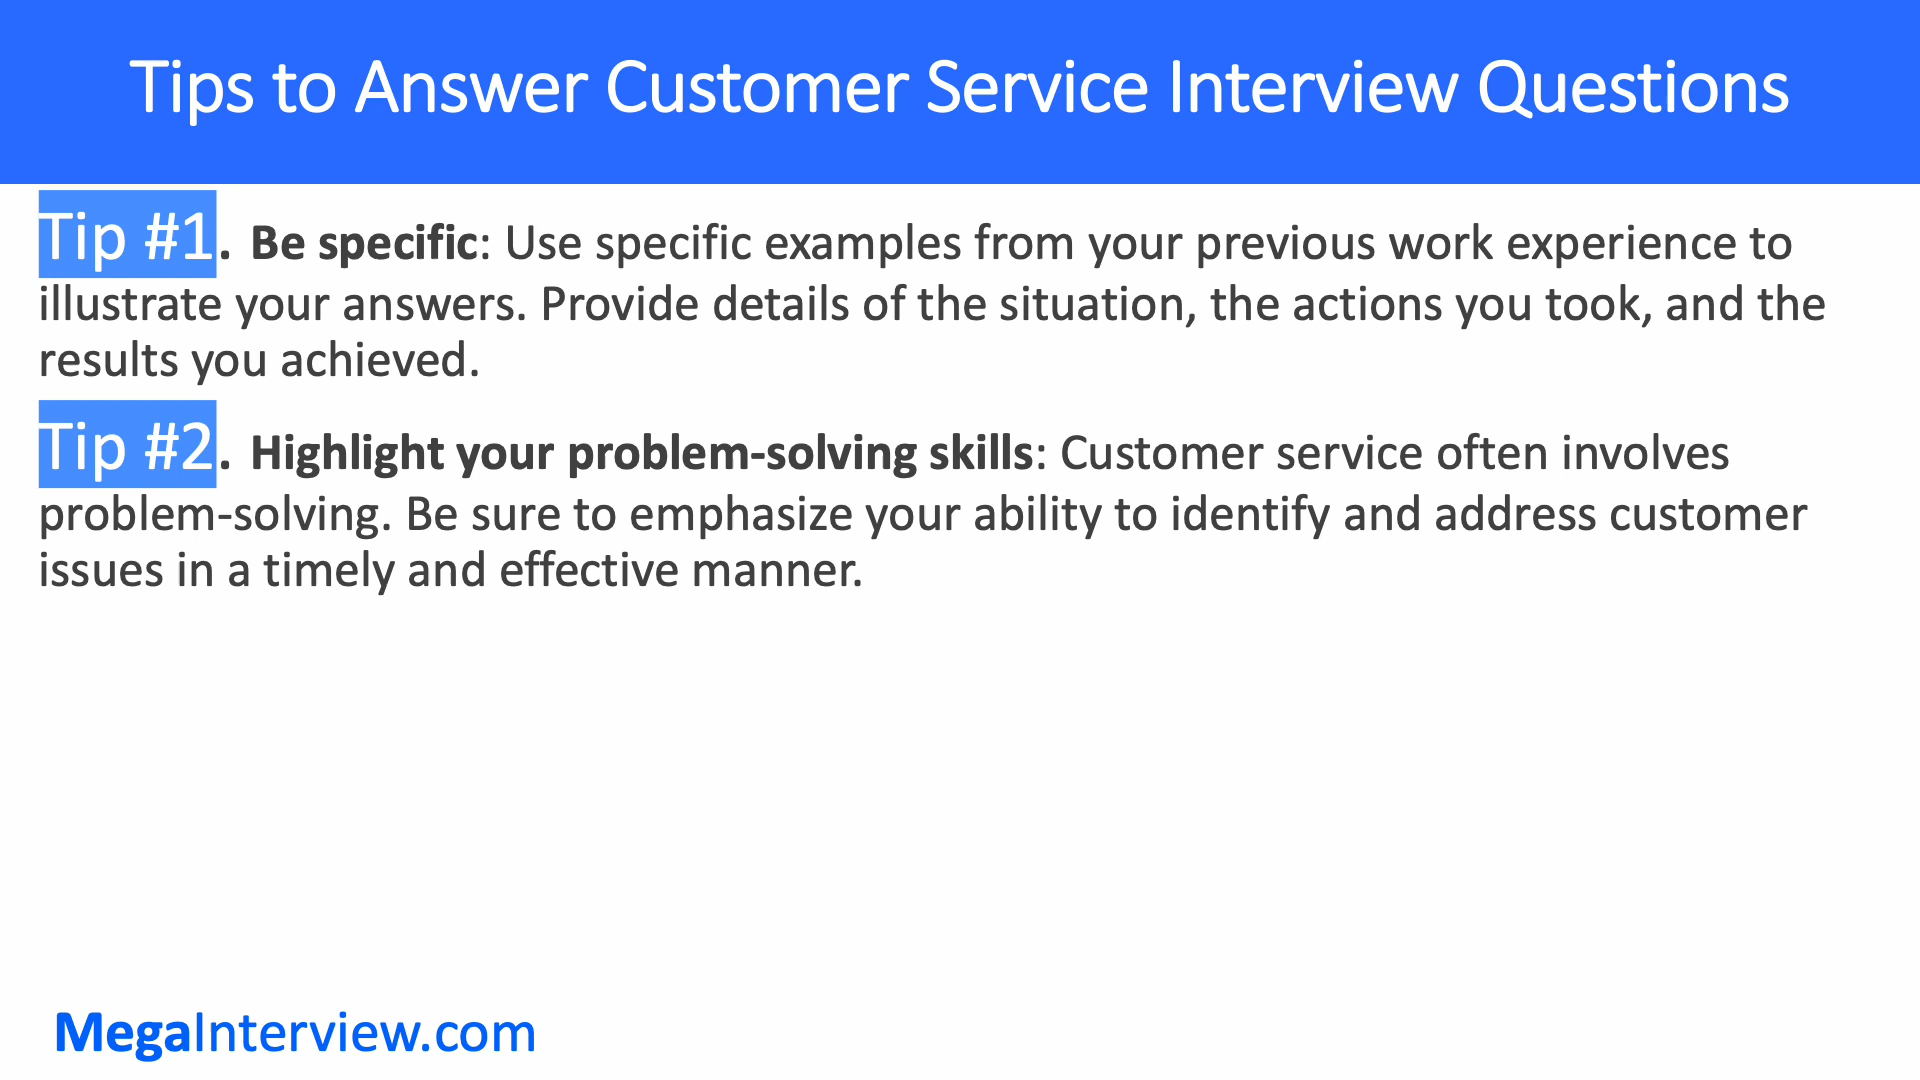 Tips to Answer Customer Service Interview Questions
Tip #1. Be specific: Use specific examples from your previous work experience to
illustrate your answers. Provide details of the situation, the actions you took, and the
results you achieved.
Tip #2. Highlight your problem-solving skills: Customer service often involves
problem-solving. Be sure to emphasize your ability to identify and address customer
issues in a timely and effective manner.
MegaInterview.com